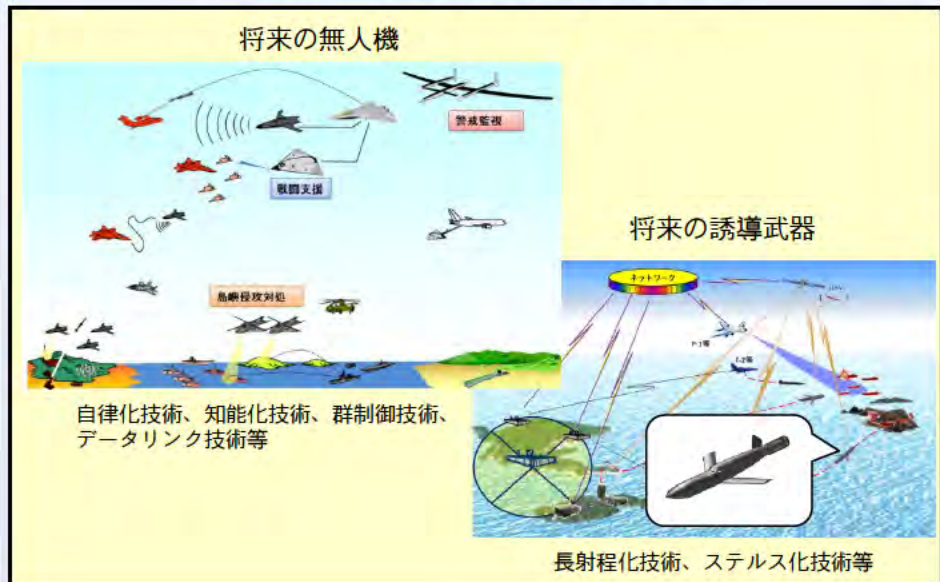 将来の無人機
警戒監視
戦闘支援
島嶼侵攻対処
自律化技術、知能化技術、群制御技術、
データリンク技術等
将来の誘導武器
ネットワーク
F-2等
長射程化技術、ステルス化技術等